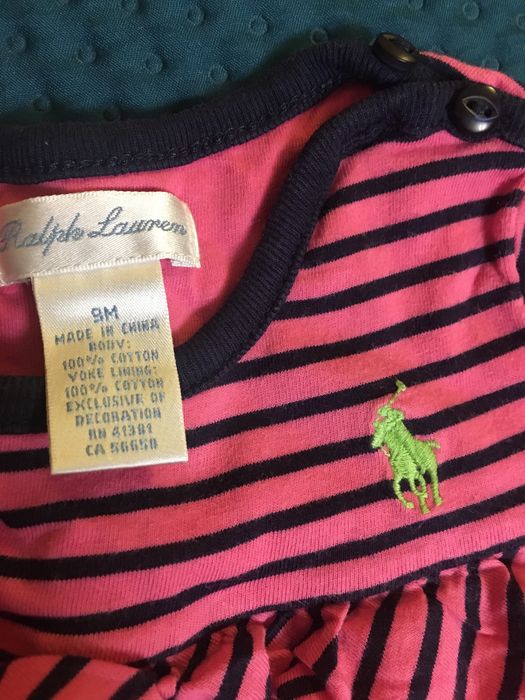 Ralph Lauren
9M
MADE IN CHINA
BODY:
100% COTTON
YOKE LINING:
100% COTTON
EXCLUSIVE OF
DECORATION
RN 41381
CA 56650